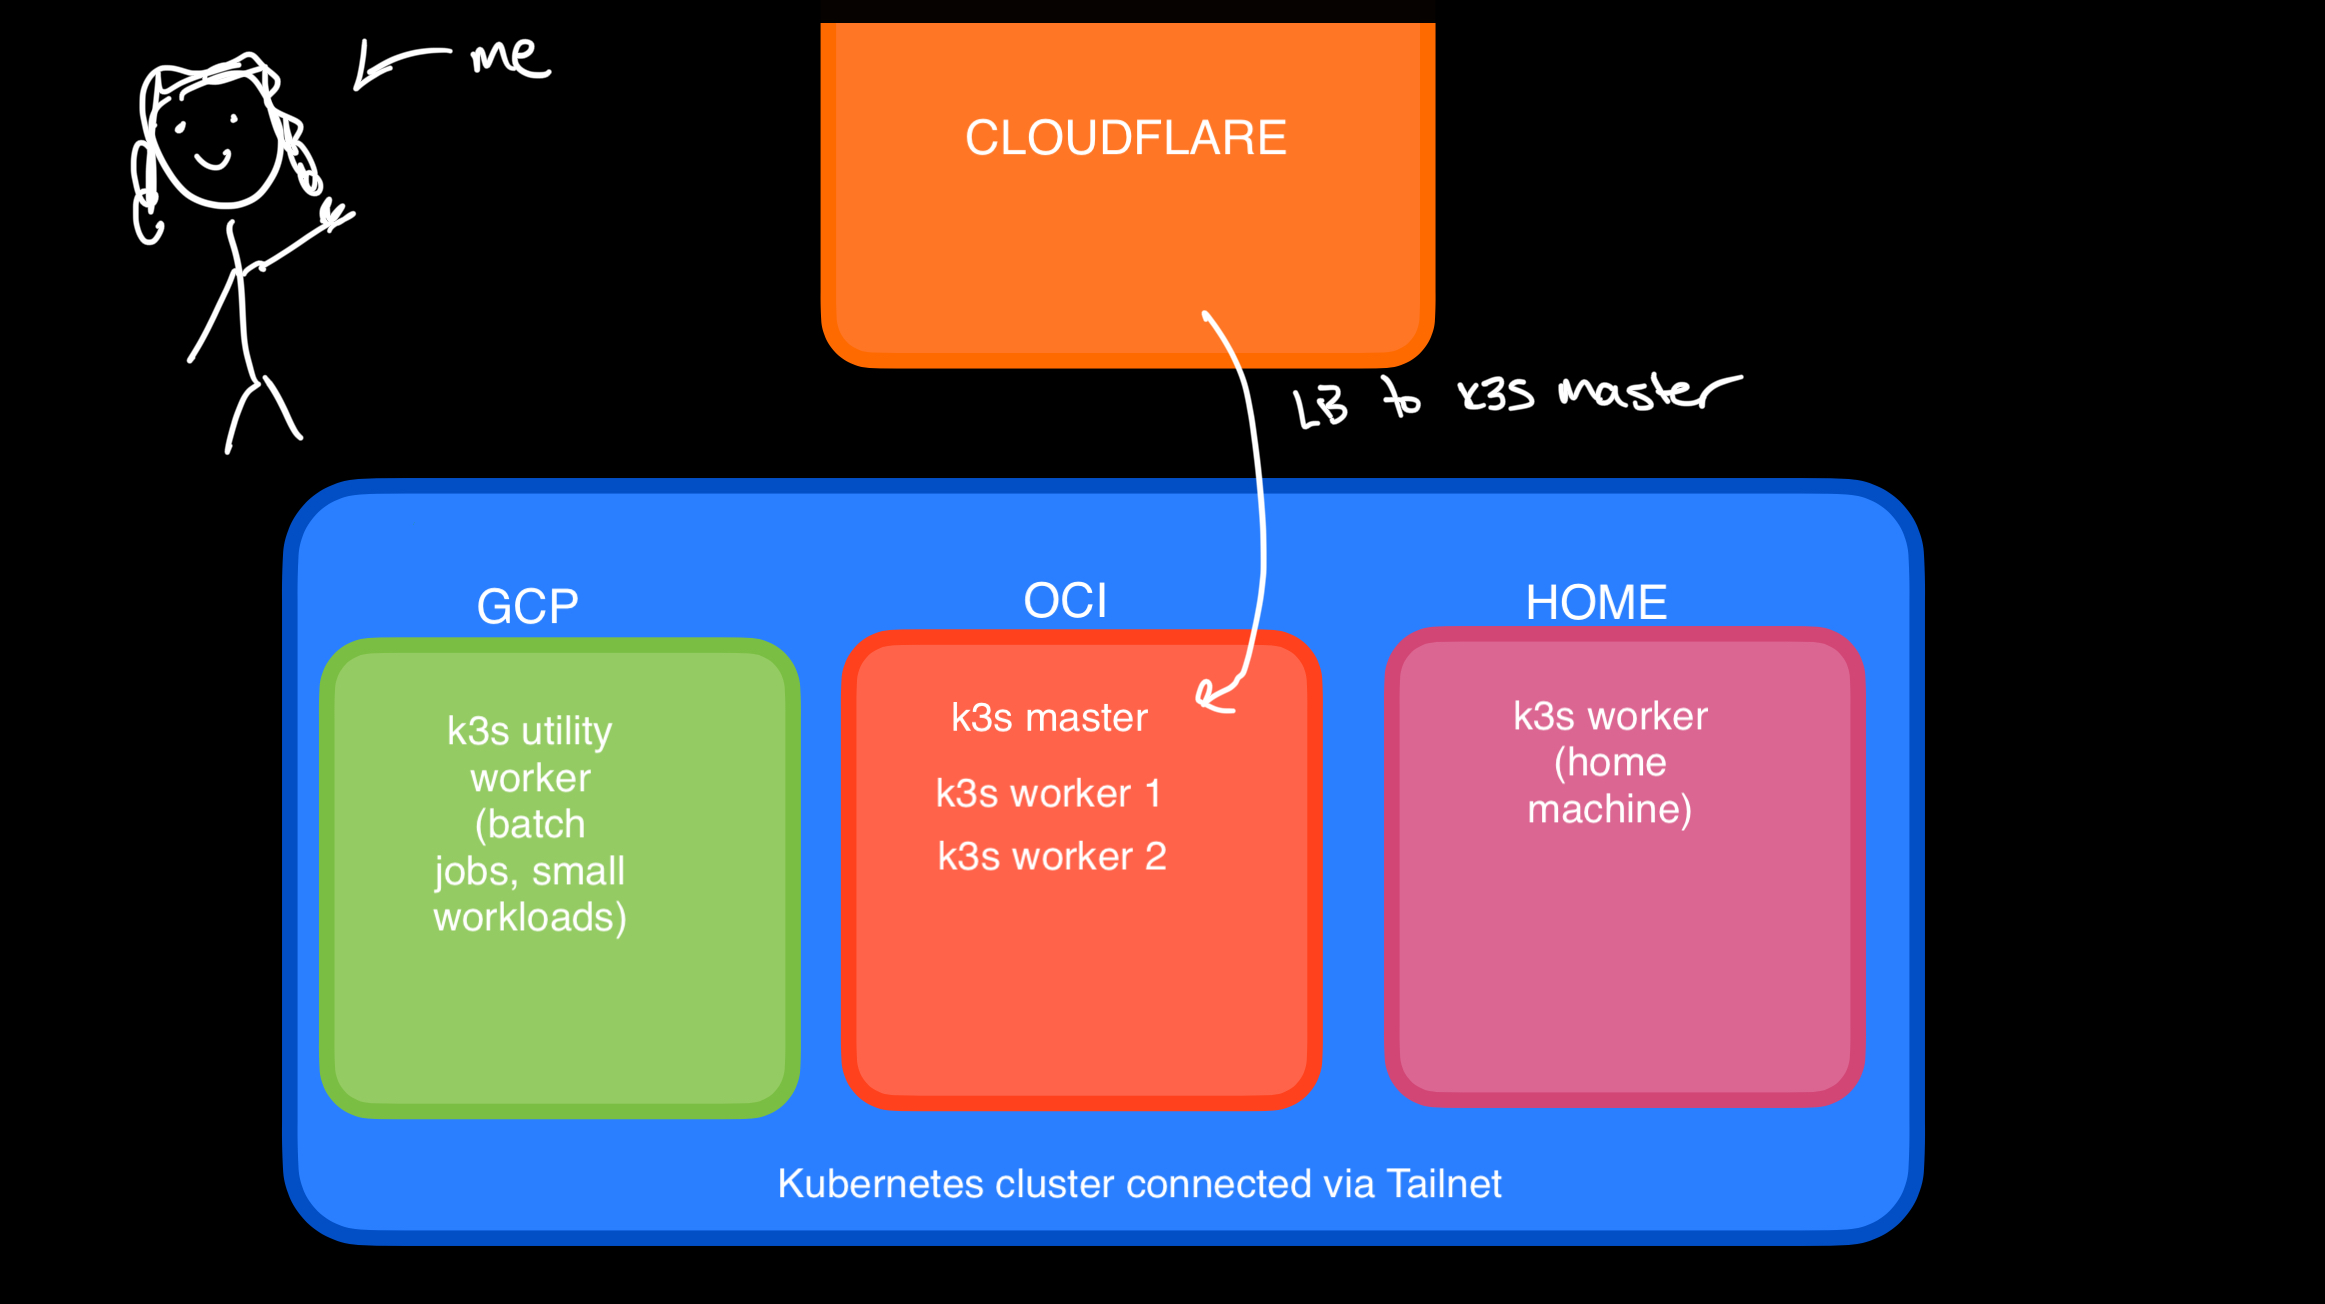 me
CLOUDFLARE
LB to k3s master
GCP
k3s utility
worker
(batch
jobs, small
workloads)
OCI
k3s master
k3s worker 1
k3s worker 2
HOME
k3s worker
(home
machine)
Kubernetes cluster connected via Tailnet